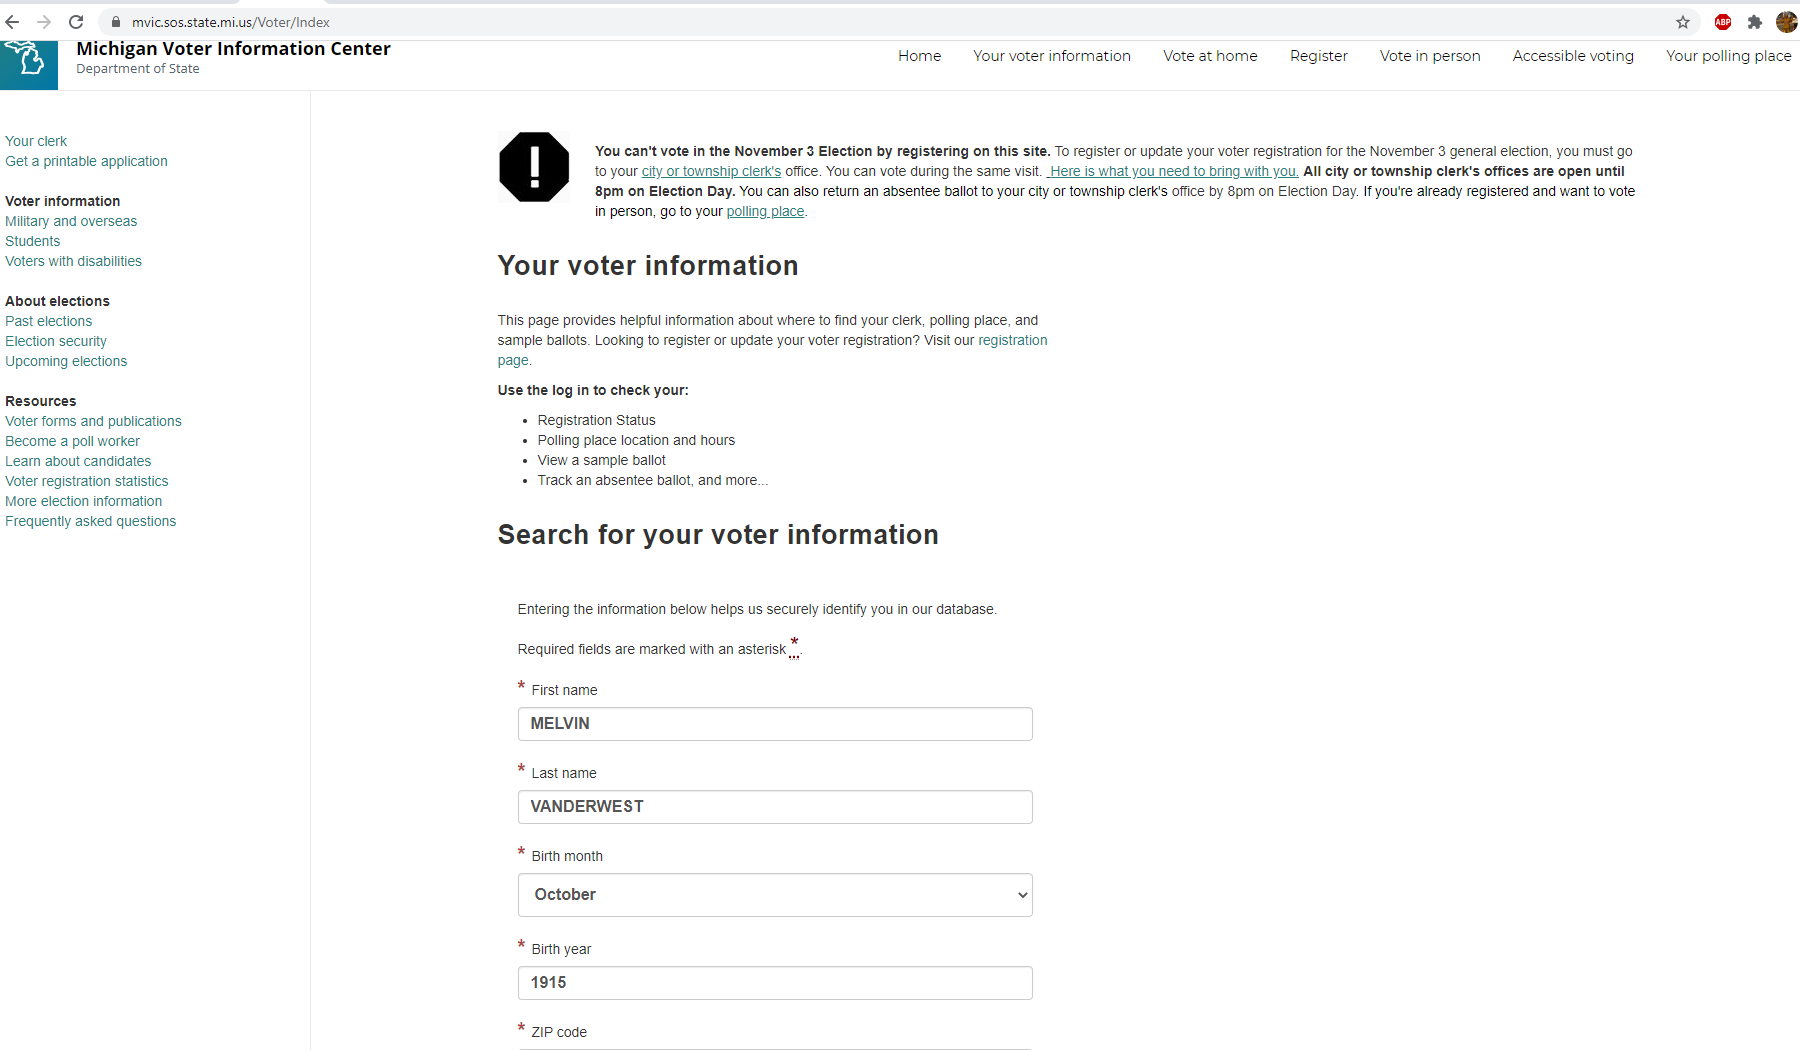 mvic.sos.state.mi.us/Voter/Index
ABP
Michigan Voter Information Center
Department of State
Home Your voter information Vote at home Register Vote in person Accessible voting Your polling place
Your clerk
Get a printable application
Voter information
Military and overseas
Students
Voters with disabilities
About elections
Past elections
Election security
Upcoming elections
Resources
Voter forms and publications
Become a poll worker
Learn about candidates
Voter registration statistics
More election information
Frequently asked questions
!
You can't vote in the November 3 Election by registering on this site. To register or update your voter registration for the November 3 general election, you must go
to your city or township clerk's office. You can vote during the same visit. Here is what you need to bring with you. All city or township clerk's offices are open until
8pm on Election Day. You can also return an absentee ballot to your city or township clerk's office by 8pm on Election Day. If you're already registered and want to vote
in person, go to your polling place.
Your voter information
This page provides helpful information about where to find your clerk, polling place, and
sample ballots. Looking to register or update your voter registration? Visit our registration
page.
Use the log in to check your:
• Registration Status
• Polling place location and hours
• View a sample ballot
• Track an absentee ballot, and more...
Search for your voter information
Entering the information below helps us securely identify you in our database.
Required fields are marked with an asterisk *.
* First name
MELVIN
* Last name
VANDERWEST
* Birth month
October
* Birth year
1915
* ZIP code